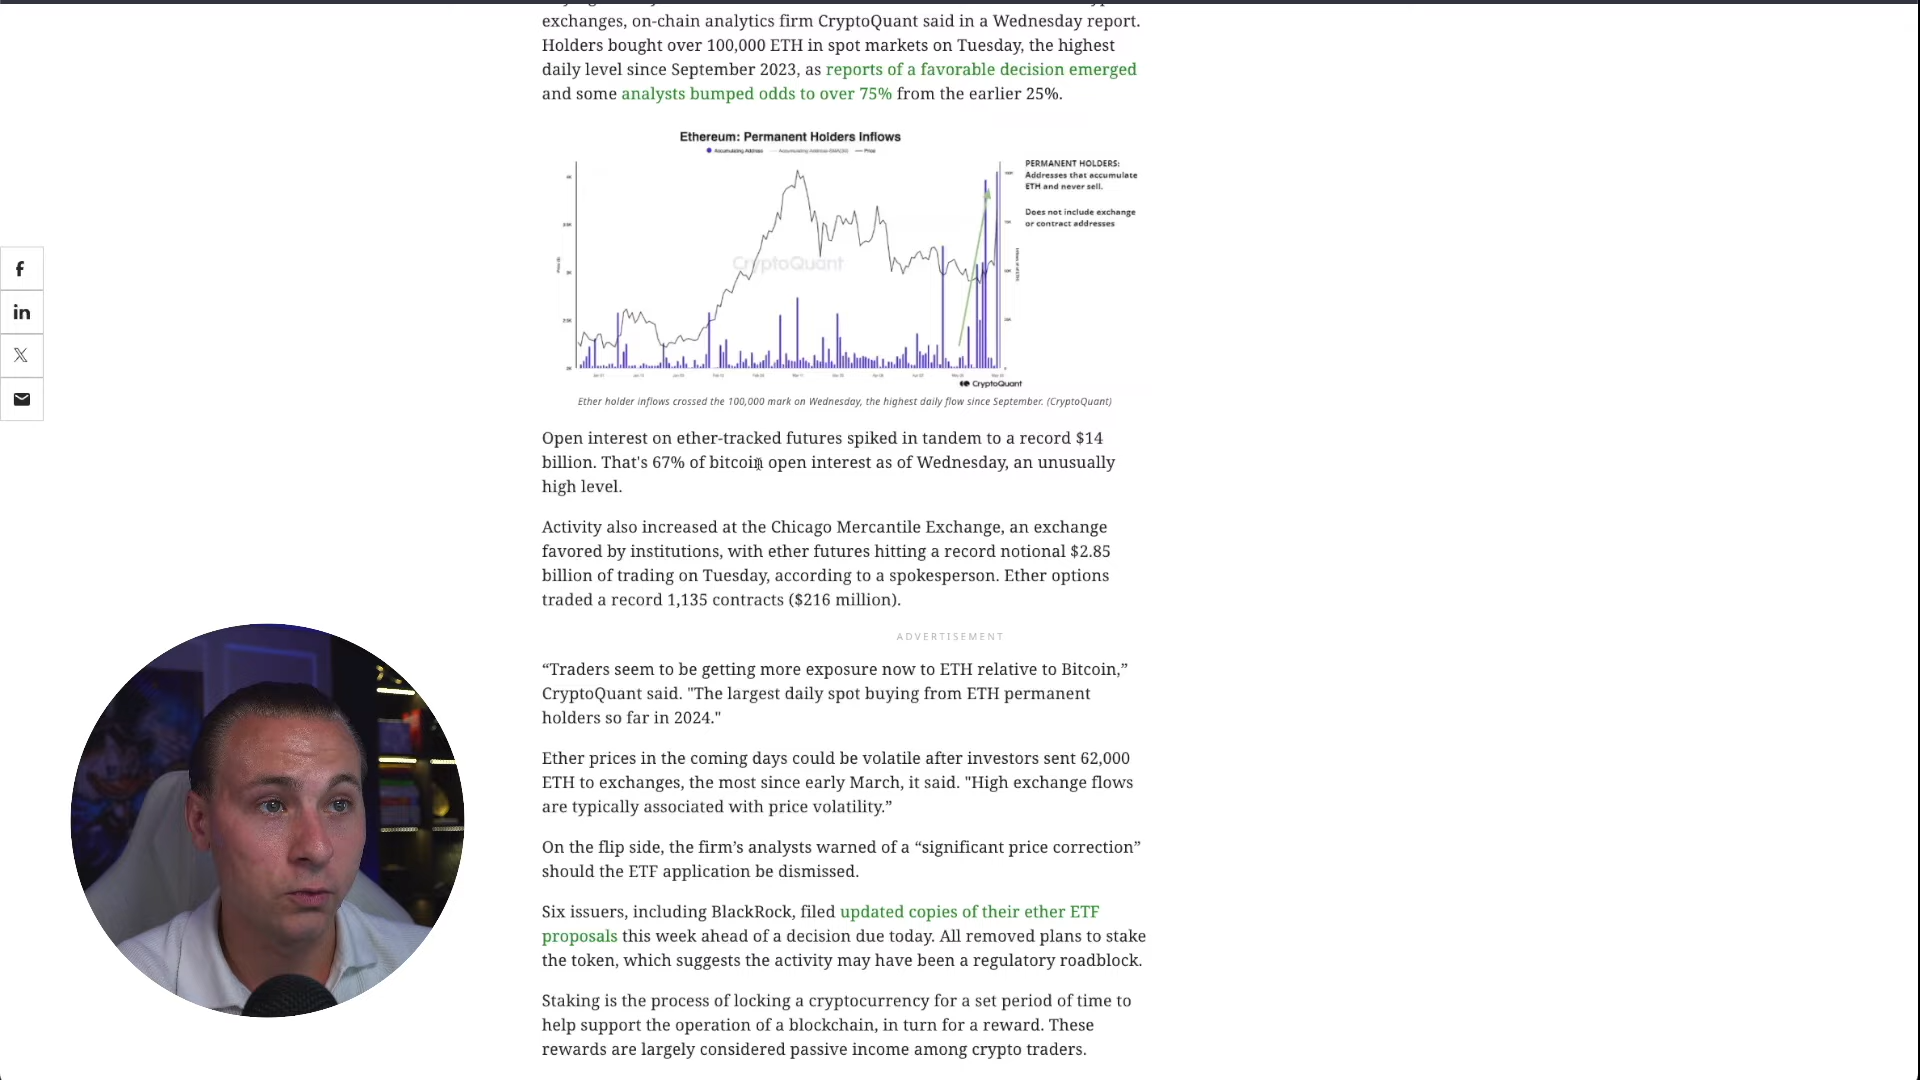 exchanges, on-chain analytics firm CryptoQuant said in a Wednesday report.
Holders bought over 100,000 ETH in spot markets on Tuesday, the highest
daily level since September 2023, as reports of a favorable decision emerged
and some analysts bumped odds to over 75% from the earlier 25%.
Ethereum: Permanent Holders Inflows
Accumulating Address
Price
PERMANENT HOLDERS:
Addresses that accumulate
ETH and never sell.
Does not include exchange
or contract addresses
CryptoQuant
CryptoQuant
Ether holder inflows crossed the 100,000 mark on Wednesday, the highest daily flow since September. (CryptoQuant)
Open interest on ether-tracked futures spiked in tandem to a record $14
billion. That's 67% of bitcoin open interest as of Wednesday, an unusually
high level.
Activity also increased at the Chicago Mercantile Exchange, an exchange
favored by institutions, with ether futures hitting a record notional $2.85
billion of trading on Tuesday, according to a spokesperson. Ether options
traded a record 1,135 contracts ($216 million).
ADVERTISEMENT
“Traders seem to be getting more exposure now to ETH relative to Bitcoin,”
CryptoQuant said. "The largest daily spot buying from ETH permanent
holders so far in 2024."
Ether prices in the coming days could be volatile after investors sent 62,000
ETH to exchanges, the most since early March, it said. "High exchange flows
are typically associated with price volatility.”
On the flip side, the firm’s analysts warned of a “significant price correction”
should the ETF application be dismissed.
Six issuers, including BlackRock, filed updated copies of their ether ETF
proposals this week ahead of a decision due today. All removed plans to stake
the token, which suggests the activity may have been a regulatory roadblock.
Staking is the process of locking a cryptocurrency for a set period of time to
help support the operation of a blockchain, in turn for a reward. These
rewards are largely considered passive income among crypto traders.